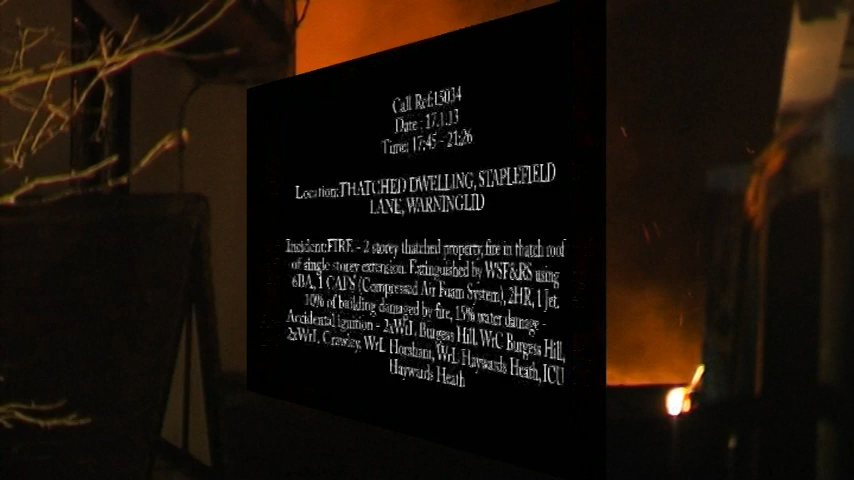 Call Ref:15034
Date : 17.1.13
Time: 17:45 - 21:26
Location:THATCHED DWELLING, STAPLEFIELD
LANE, WARNINGLID
Incident:FIRE - 2 storey thatched property, fire in thatch roof
of single storey extension. Extinguished by WSF&RS using
6BA, 1 CAFS (Compressed Air Foam System), 2HR, 1 Jet.
10% of building damaged by fire, 15% water damage -
Accidental ignition - 2xWrL Burgess Hill, WrC Burgess Hill,
2xWrL Crawley, WrL Horsham, WrL Haywards Heath, ICU
Haywards Heath